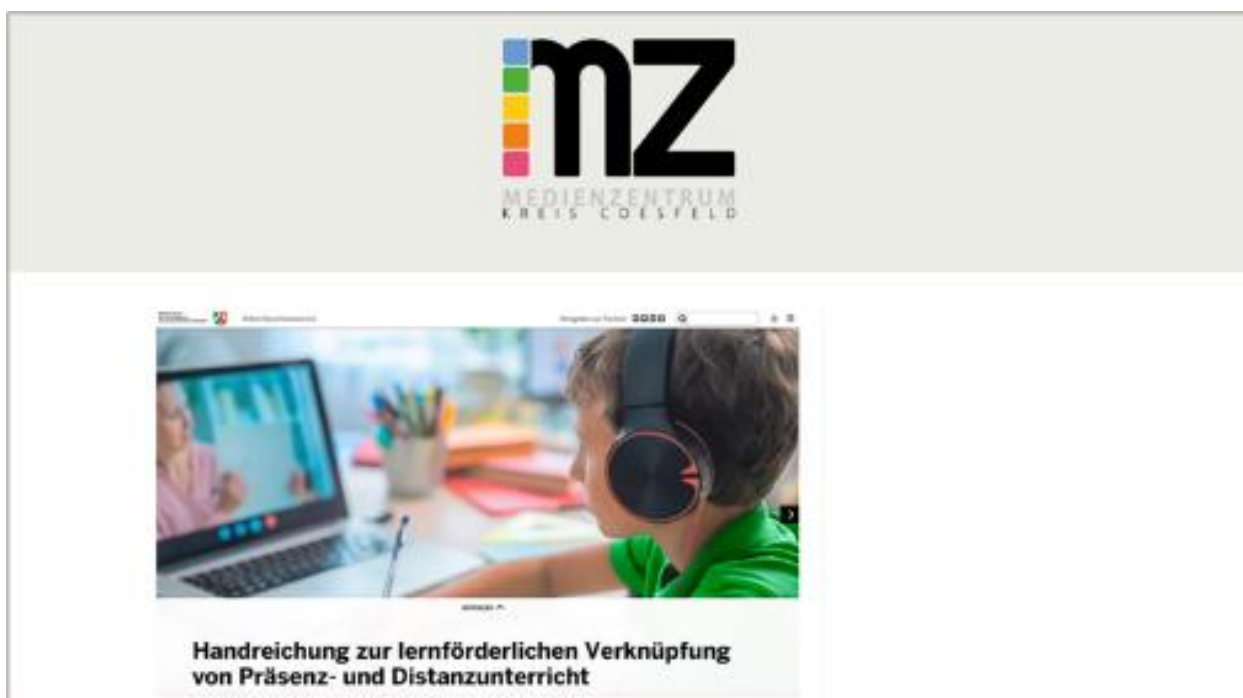 mz
MEDIENZENTRUM
KREIS COESFELD
Handreichung zur lernförderlichen Verknüpfung
von Präsenz- und Distanzunterricht